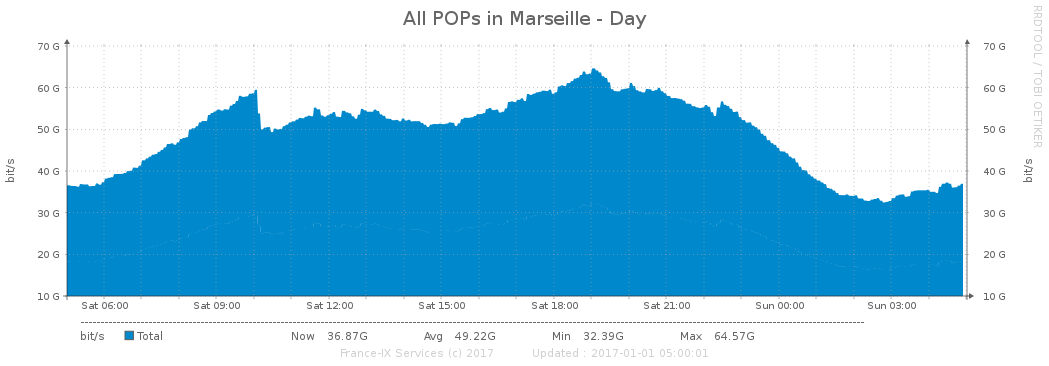 All POPs in Marseille - Day
RRDTOOL / TOBI OETIKER
70 G 70 G
60 G 60 G
50 G 50 G
40 G 40 G
30 G 30 G
20 G 20 G
10 G 10 G
bit/s bit/s
Sat 06:00 Sat 09:00 Sat 12:00 Sat 15:00 Sat 18:00 Sat 21:00 Sun 00:00 Sun 03:00
bit/s Total Now 36.87G Avg 49.22G Min 32.39G Max 64.57G
France-IX Services (c) 2017 Updated : 2017-01-01 05:00:01